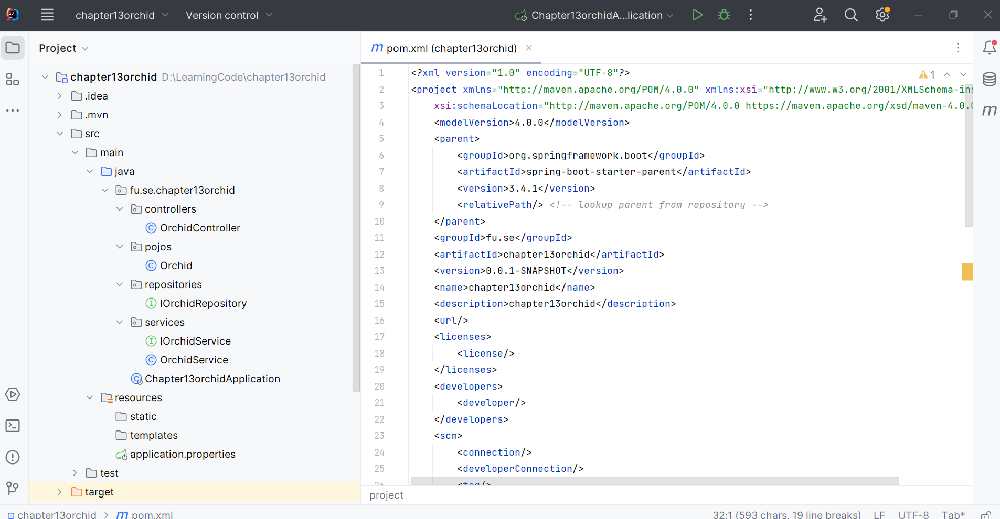 chapter13orchid Version control Chapter13orchidA...lication
Project
chapter13orchid D:\LearningCode\chapter13orchid
.idea
.mvn
src
main
java
fu.se.chapter13orchid
controllers
OrchidController
pojos
Orchid
repositories
IOrchidRepository
services
IOrchidService
OrchidService
Chapter13orchidApplication
resources
static
templates
application.properties
test
target
pom.xml (chapter13orchid)
1
1 <?xml version="1.0" encoding="UTF-8"?>
2 <project xmlns="http://maven.apache.org/POM/4.0.0" xmlns:xsi="http://www.w3.org/2001/XMLSchema-ins
3 xsi:schemaLocation="http://maven.apache.org/POM/4.0.0 https://maven.apache.org/xsd/maven-4.0.0
4 <modelVersion>4.0.0</modelVersion>
5 <parent>
6 <groupId>org.springframework.boot</groupId>
7 <artifactId>spring-boot-starter-parent</artifactId>
8 <version>3.4.1</version>
9 <relativePath/> <!-- lookup parent from repository -->
10 </parent>
11 <groupId>fu.se</groupId>
12 <artifactId>chapter13orchid</artifactId>
13 <version>0.0.1-SNAPSHOT</version>
14 <name>chapter13orchid</name>
15 <description>chapter13orchid</description>
16 <url/>
17 <licenses>
18 <license/>
19 </licenses>
20 <developers>
21 <developer/>
22 </developers>
23 <scm>
24 <connection/>
25 <developerConnection/>
26 <tag/>
project
chapter13orchid > pom.xml
32:1 (593 chars, 19 line breaks) LF UTF-8 Tab*